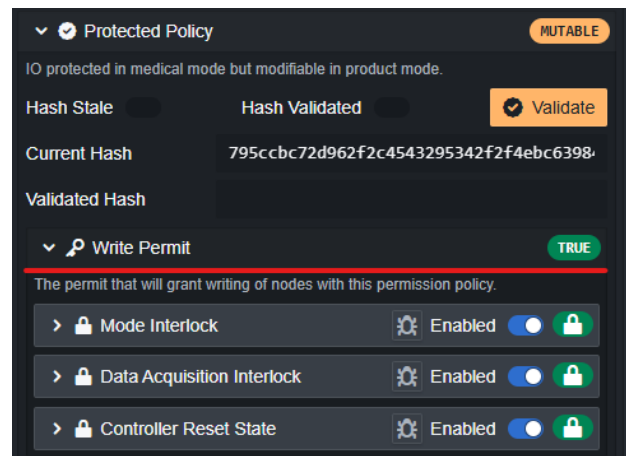 Protected Policy MUTABLE
IO protected in medical mode but modifiable in product mode.
Hash Stale Hash Validated Validate
Current Hash 795ccbc72d962f2c4543295342f2f4ebc6398
Validated Hash
Write Permit TRUE
The permit that will grant writing of nodes with this permission policy.
Mode Interlock Enabled
Data Acquisition Interlock Enabled
Controller Reset State Enabled